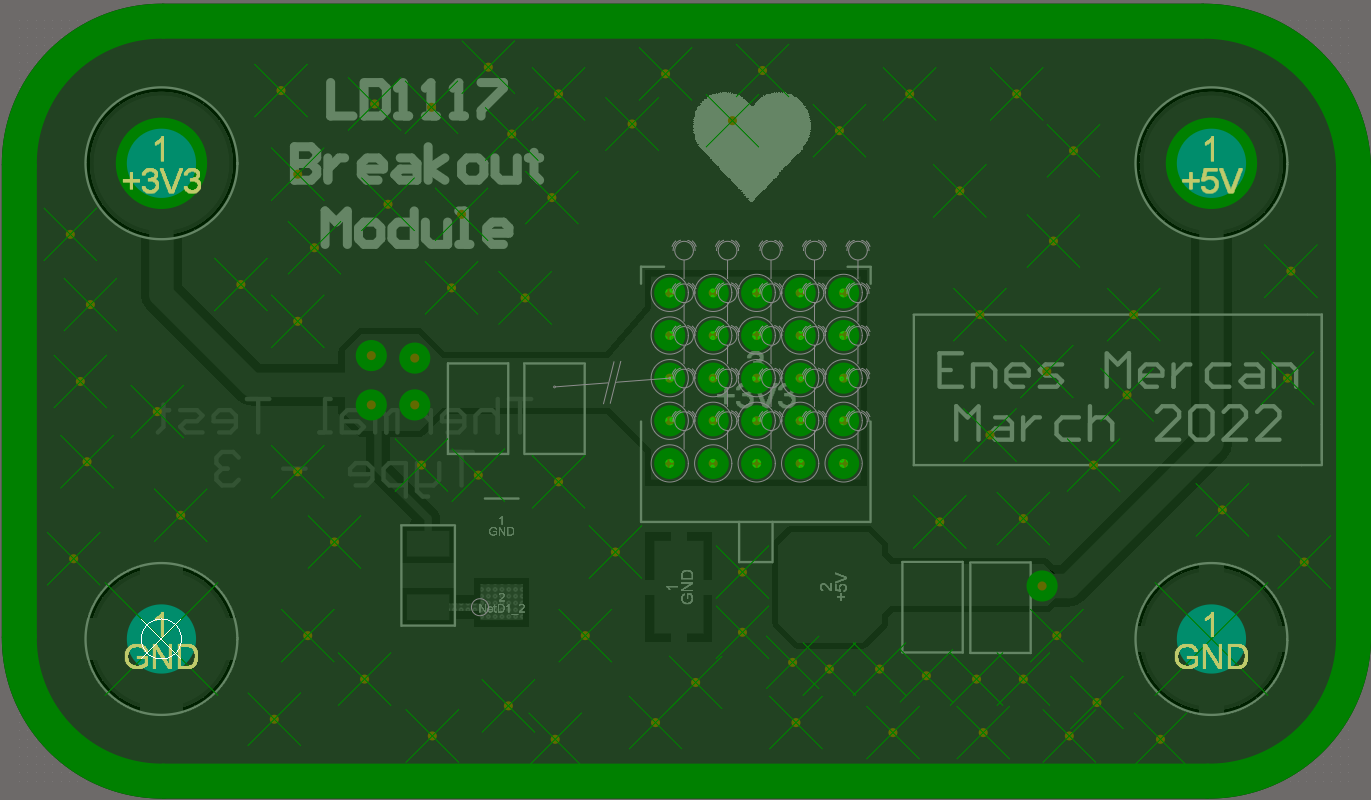 LD1117
Breakout
Module
1
+3V3
1
+5V
2
+3V3
Enes Mercan
March 2022
Thermal Test
Type - 3
1
GND
2
NetD1_2
1
GND
2
+5V
1
GND
1
GND